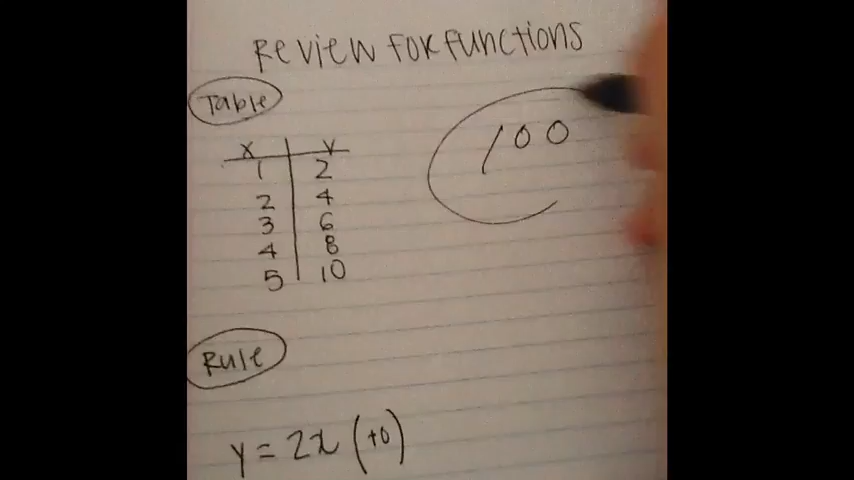 Review for functions
Table
100
x y
1 2
2 4
3 6
4 8
5 10
Rule
y = 2x (+0)